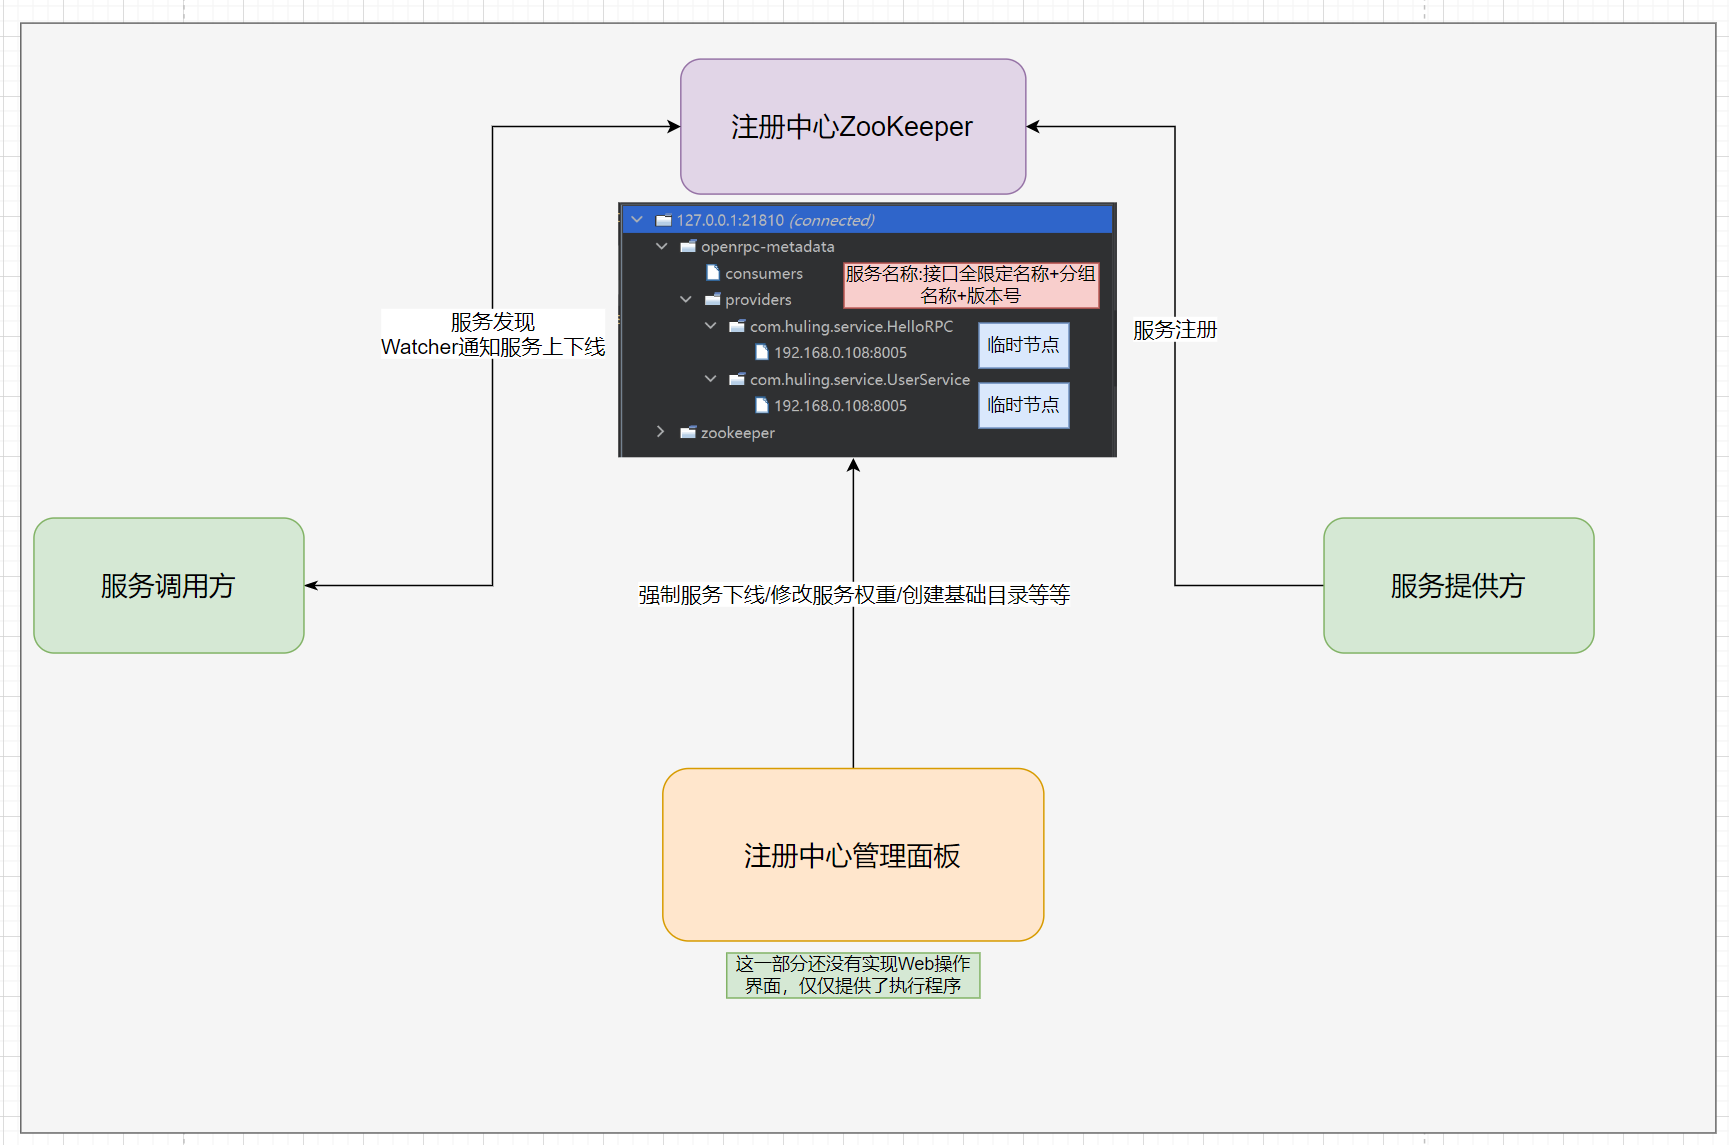 注册中心ZooKeeper
127.0.0.1:21810 (connected)
openrpc-metadata
consumers
服务名称:接口全限定名称+分组
名称+版本号
providers
com.huling.service.HelloRPC
192.168.0.108:8005
临时节点
com.huling.service.UserService
192.168.0.108:8005
临时节点
zookeeper
服务发现
Watcher通知服务上下线
服务注册
服务调用方
强制服务下线/修改服务权重/创建基础目录等等
服务提供方
注册中心管理面板
这一部分还没有实现Web操作
界面，仅仅提供了执行程序